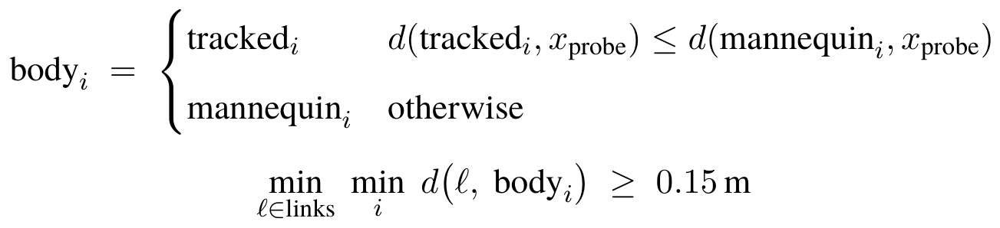 body_i = { tracked_i d(tracked_i, x_probe) ≤ d(mannequin_i, x_probe)
mannequin_i otherwise
min_{ℓ∈links} min_i d(ℓ, body_i) ≥ 0.15 m